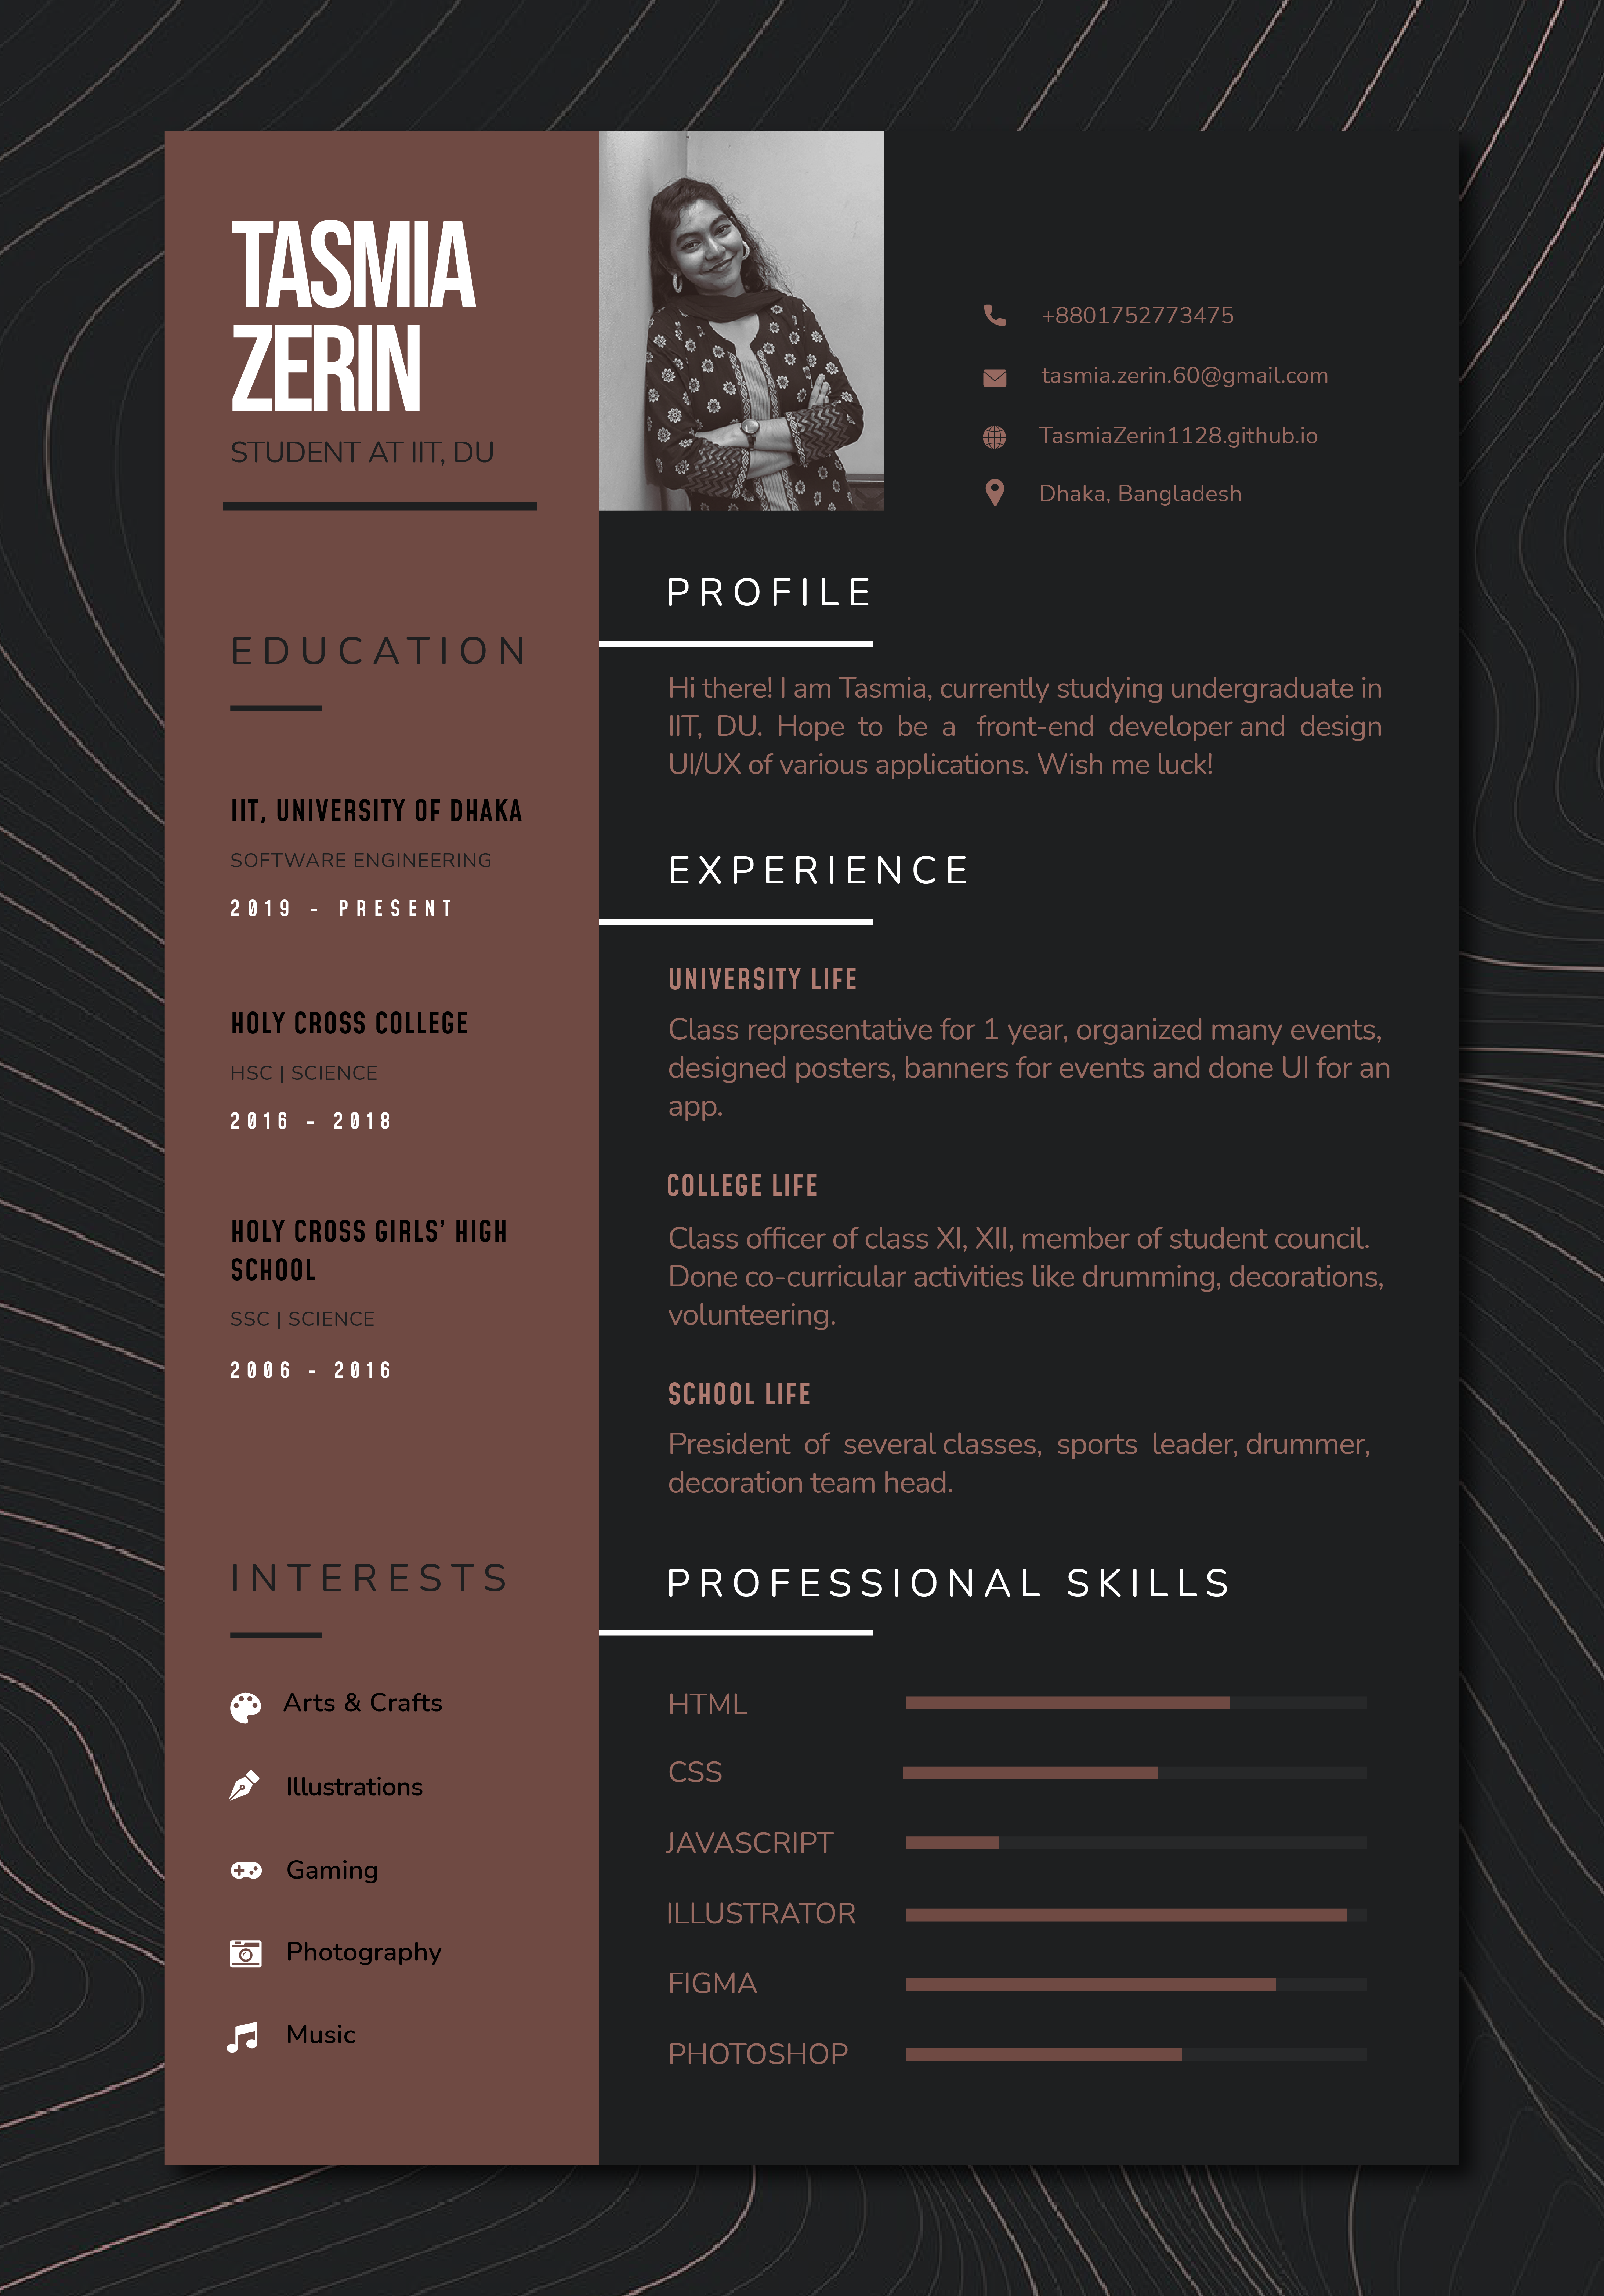 TASMIA
ZERIN
STUDENT AT IIT, DU
EDUCATION
IIT, UNIVERSITY OF DHAKA
SOFTWARE ENGINEERING
2019 - PRESENT
HOLY CROSS COLLEGE
HSC | SCIENCE
2016 - 2018
HOLY CROSS GIRLS' HIGH
SCHOOL
SSC | SCIENCE
2006 - 2016
INTERESTS
Arts & Crafts
Illustrations
Gaming
Photography
Music
+8801752773475
tasmia.zerin.60@gmail.com
TasmiaZerin1128.github.io
Dhaka, Bangladesh
PROFILE
Hi there! I am Tasmia, currently studying undergraduate in
IIT, DU. Hope to be a front-end developer and design
UI/UX of various applications. Wish me luck!
EXPERIENCE
UNIVERSITY LIFE
Class representative for 1 year, organized many events,
designed posters, banners for events and done UI for an
app.
COLLEGE LIFE
Class officer of class XI, XII, member of student council.
Done co-curricular activities like drumming, decorations,
volunteering.
SCHOOL LIFE
President of several classes, sports leader, drummer,
decoration team head.
PROFESSIONAL SKILLS
HTML
CSS
JAVASCRIPT
ILLUSTRATOR
FIGMA
PHOTOSHOP